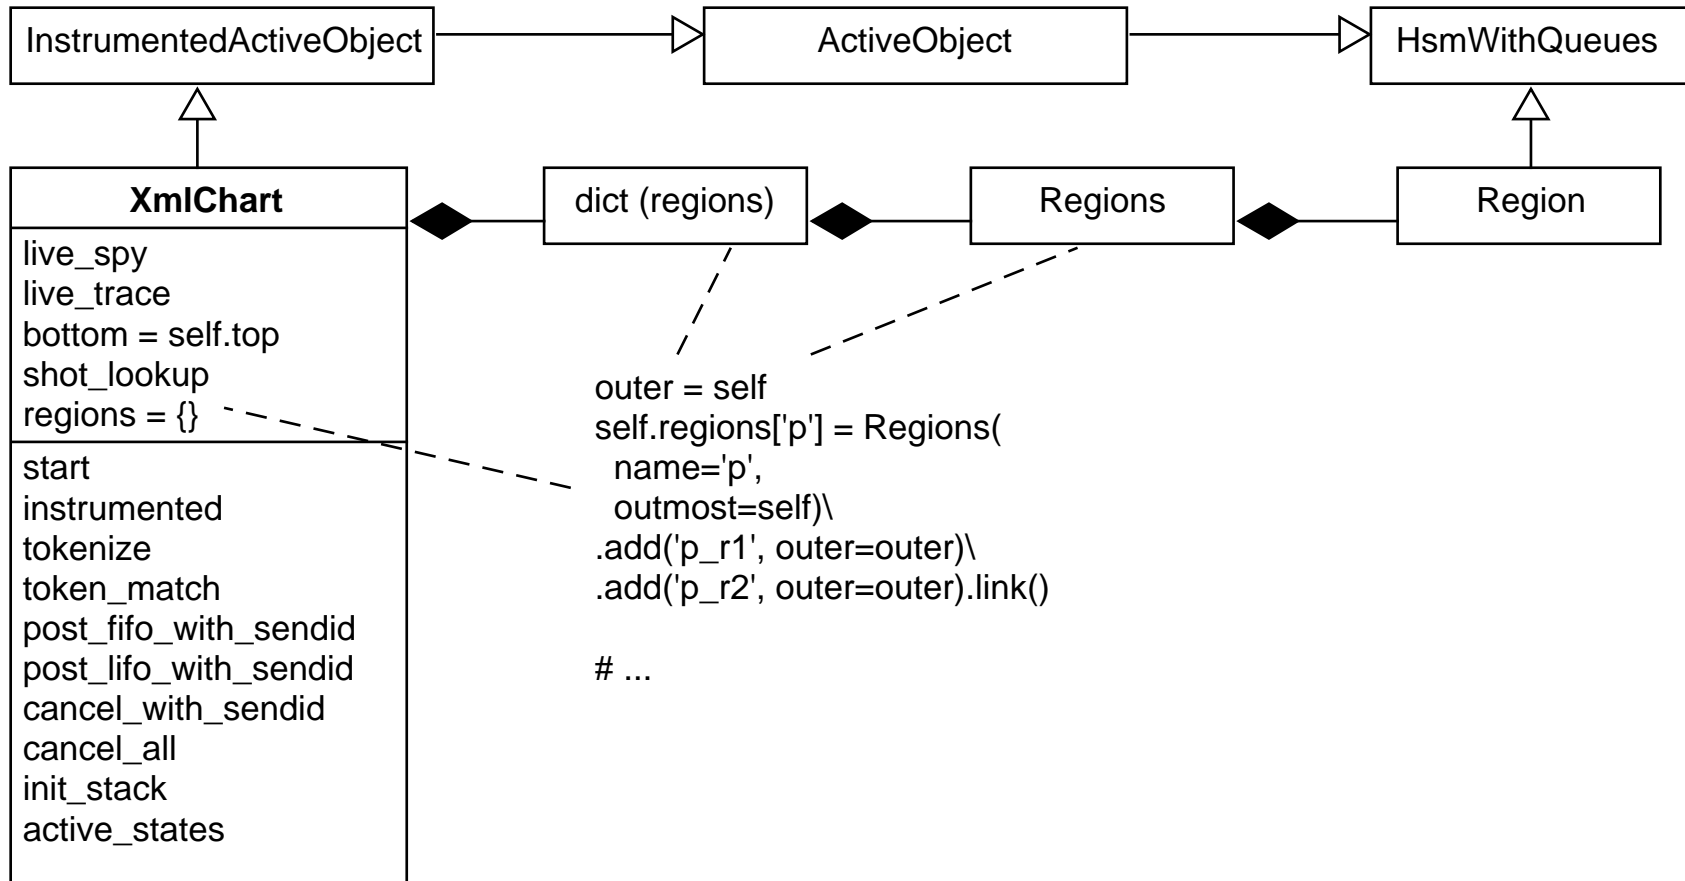 InstrumentedActiveObject
ActiveObject
HsmWithQueues
XmlChart
dict (regions)
Regions
Region
live_spy
live_trace
bottom = self.top
shot_lookup
regions = {}
start
instrumented
tokenize
token_match
post_fifo_with_sendid
post_lifo_with_sendid
cancel_with_sendid
cancel_all
init_stack
active_states
outer = self
self.regions['p'] = Regions(
  name='p',
  outmost=self)\
.add('p_r1', outer=outer)\
.add('p_r2', outer=outer).link()
# ...